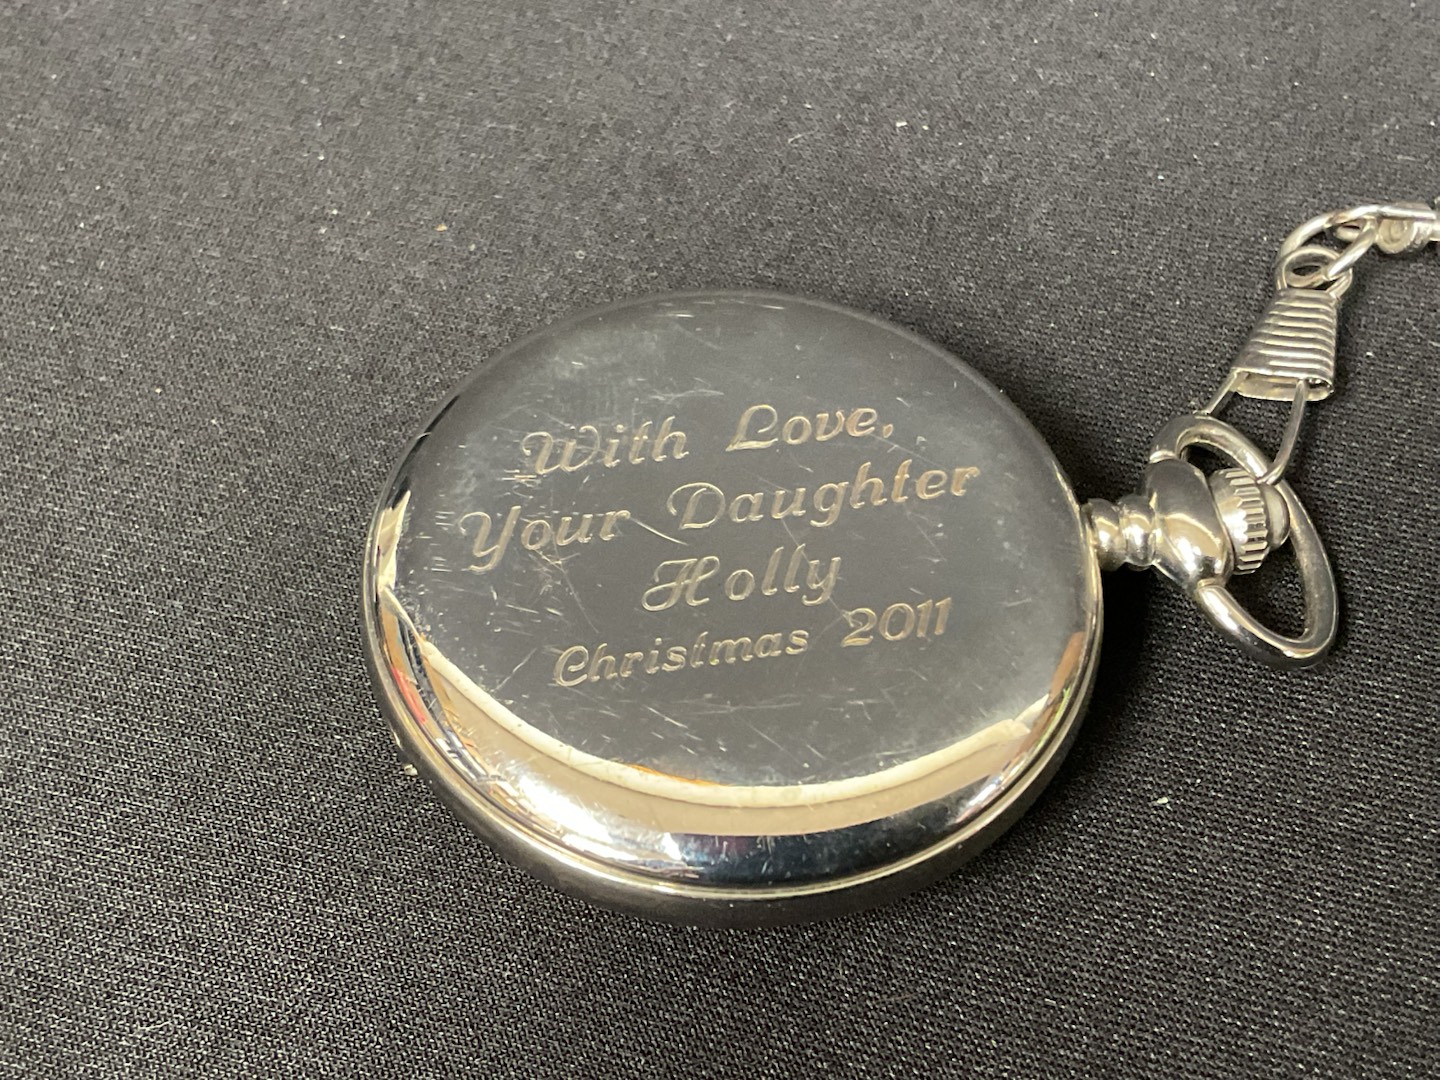 With Love,
Your Daughter
Holly
Christmas 2011